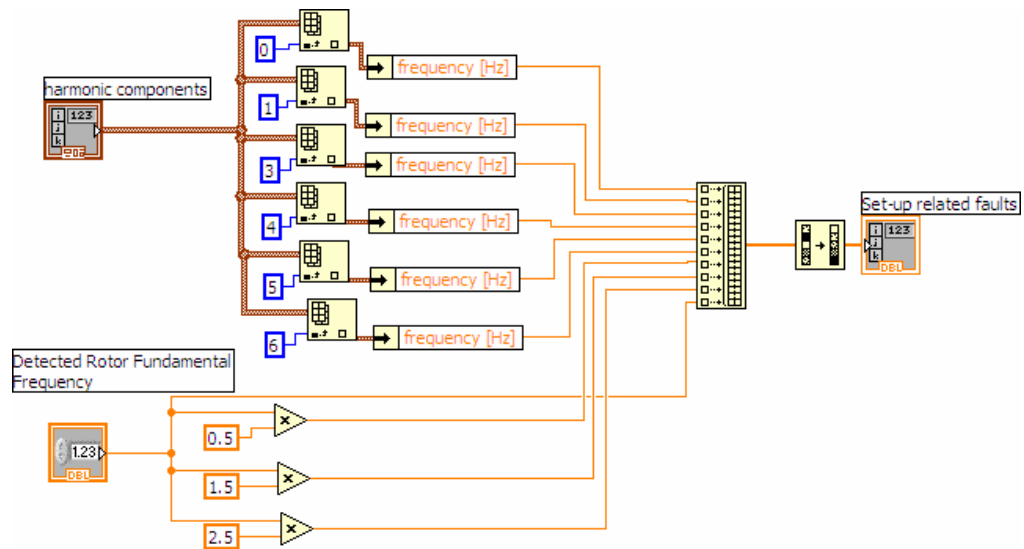 0
frequency [Hz]
harmonic components
i 123
j
k
1
frequency [Hz]
3
frequency [Hz]
4
frequency [Hz]
Set-up related faults
i 123
j
DBL
5
frequency [Hz]
6
frequency [Hz]
Detected Rotor Fundamental
Frequency
1.23
DBL
0.5
1.5
2.5